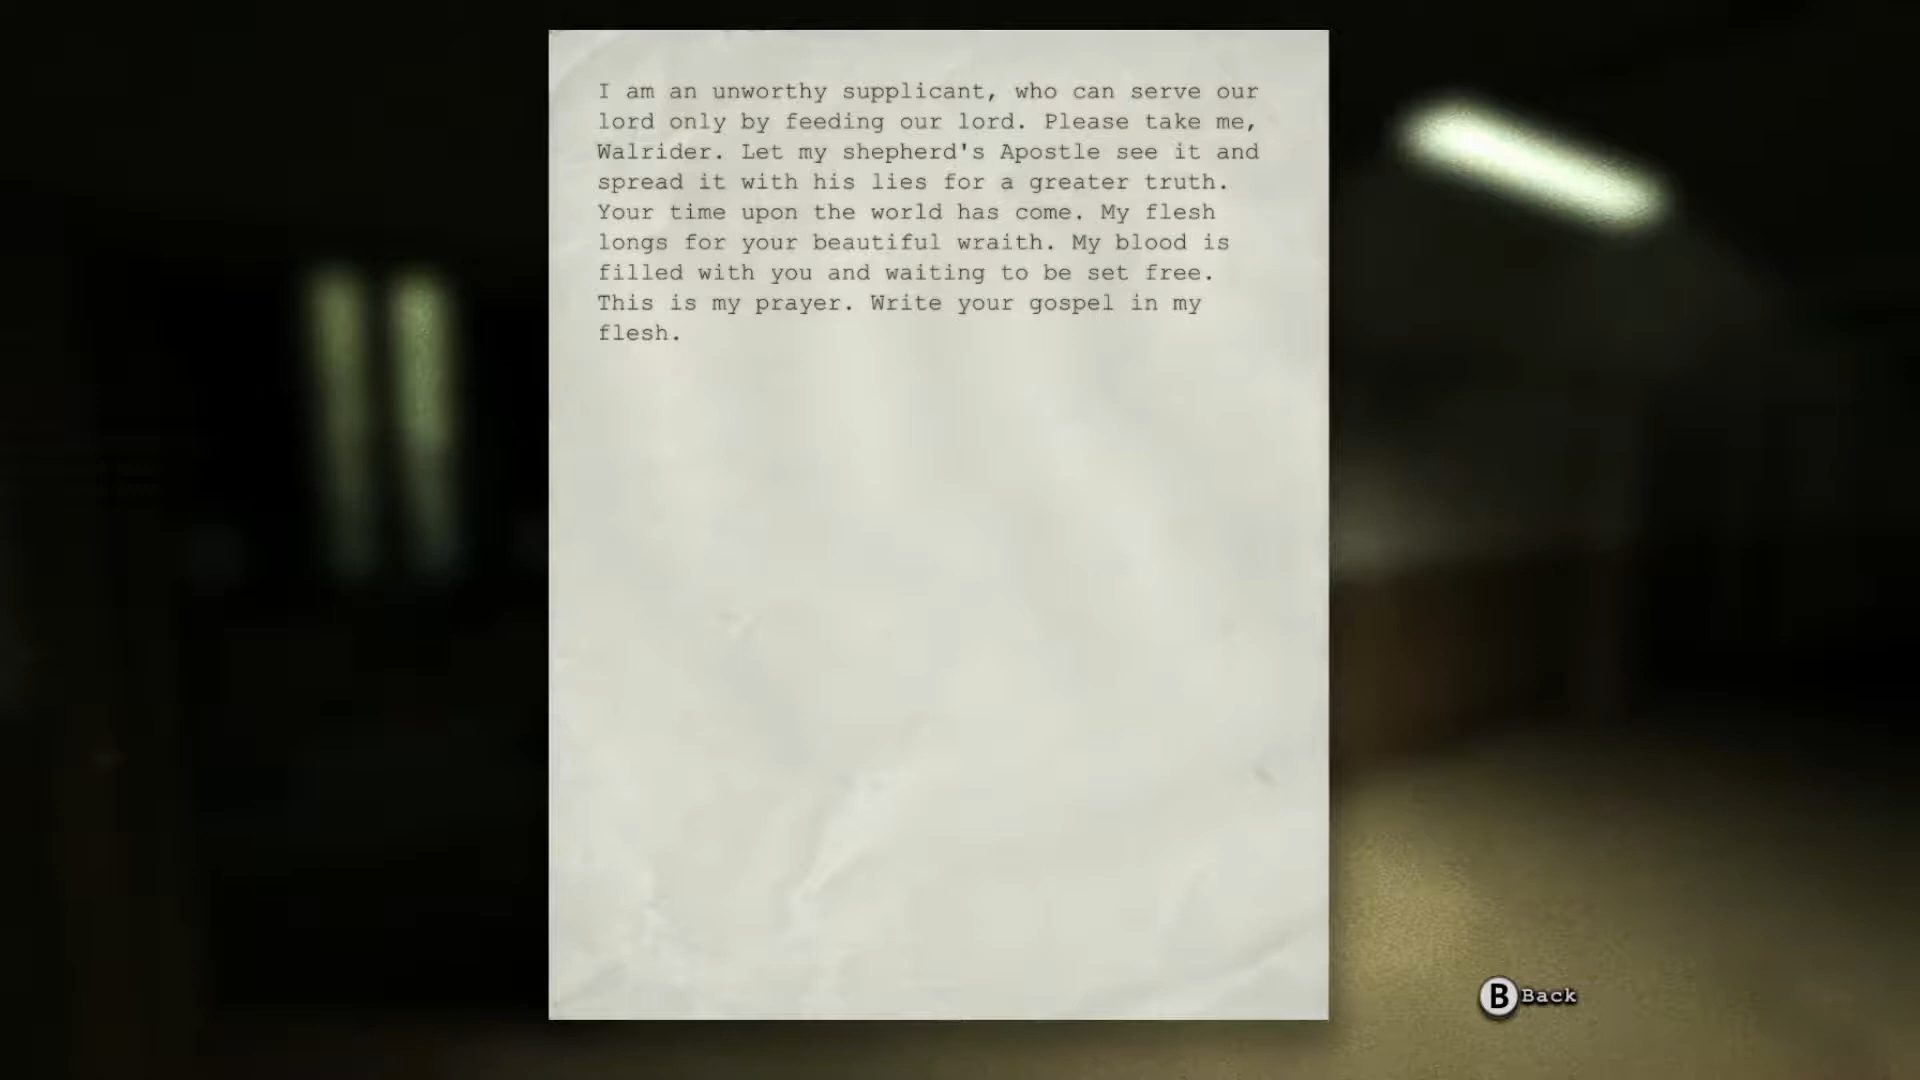 I am an unworthy supplicant, who can serve our
lord only by feeding our lord. Please take me,
Walrider. Let my shepherd's Apostle see it and
spread it with his lies for a greater truth.
Your time upon the world has come. My flesh
longs for your beautiful wraith. My blood is
filled with you and waiting to be set free.
This is my prayer. Write your gospel in my
flesh.
B Back